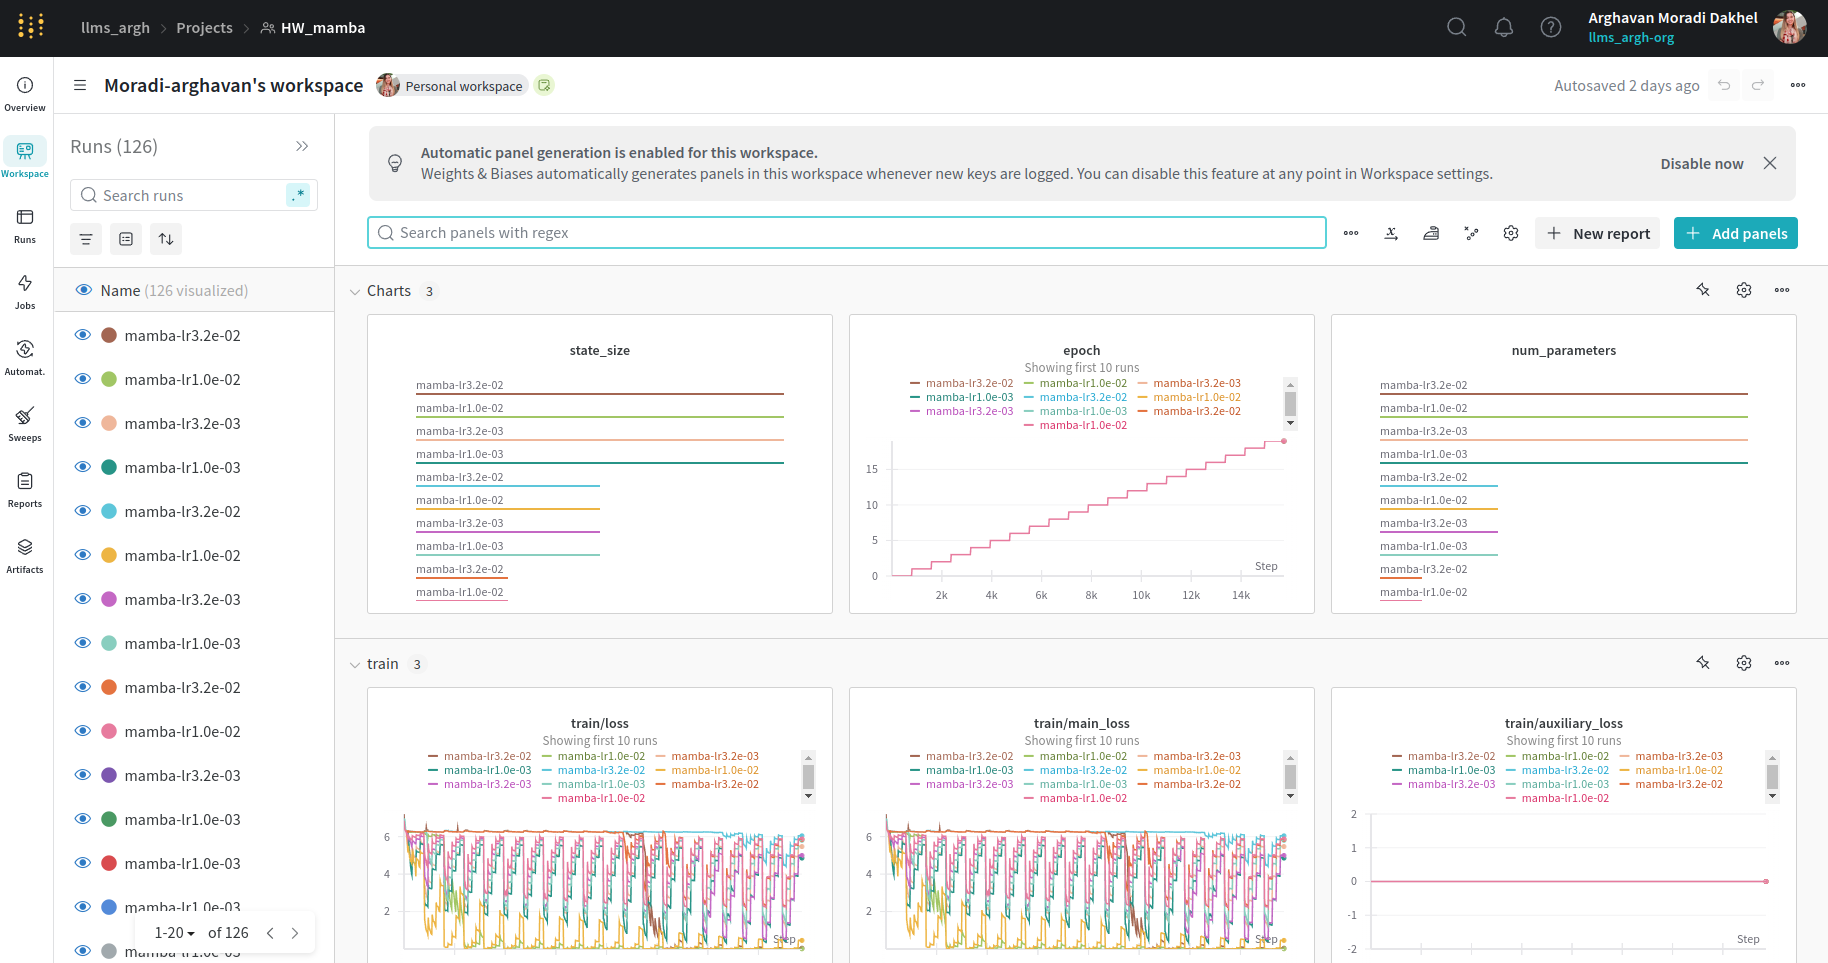 llms_argh
Projects
HW_mamba
Arghavan Moradi Dakhel
llms_argh-org
Moradi-arghavan's workspace
Personal workspace
Autosaved 2 days ago
Overview
Workspace
Runs
Jobs
Automat.
Sweeps
Reports
Artifacts
Runs (126)
Search runs
.*
Name (126 visualized)
mamba-lr3.2e-02
mamba-lr1.0e-02
mamba-lr3.2e-03
mamba-lr1.0e-03
mamba-lr3.2e-02
mamba-lr1.0e-02
mamba-lr3.2e-03
mamba-lr1.0e-03
mamba-lr3.2e-02
mamba-lr1.0e-02
mamba-lr3.2e-03
mamba-lr1.0e-03
mamba-lr1.0e-03
mamba-lr1.0e-03
mamba-lr1.0e-03
1-20 of 126
Automatic panel generation is enabled for this workspace.
Weights & Biases automatically generates panels in this workspace whenever new keys are logged. You can disable this feature at any point in Workspace settings.
Disable now
Search panels with regex
New report
Add panels
Charts 3
state_size
mamba-lr3.2e-02
mamba-lr1.0e-02
mamba-lr3.2e-03
mamba-lr1.0e-03
mamba-lr3.2e-02
mamba-lr1.0e-02
mamba-lr3.2e-03
mamba-lr1.0e-03
mamba-lr3.2e-02
mamba-lr1.0e-02
epoch
Showing first 10 runs
mamba-lr3.2e-02 mamba-lr1.0e-02 mamba-lr3.2e-03
mamba-lr1.0e-03 mamba-lr3.2e-02 mamba-lr1.0e-02
mamba-lr3.2e-03 mamba-lr1.0e-03 mamba-lr3.2e-02
mamba-lr1.0e-02
15
10
5
0
Step
2k 4k 6k 8k 10k 12k 14k
num_parameters
mamba-lr3.2e-02
mamba-lr1.0e-02
mamba-lr3.2e-03
mamba-lr1.0e-03
mamba-lr3.2e-02
mamba-lr1.0e-02
mamba-lr3.2e-03
mamba-lr1.0e-03
mamba-lr3.2e-02
mamba-lr1.0e-02
train 3
train/loss
Showing first 10 runs
mamba-lr3.2e-02 mamba-lr1.0e-02 mamba-lr3.2e-03
mamba-lr1.0e-03 mamba-lr3.2e-02 mamba-lr1.0e-02
mamba-lr3.2e-03 mamba-lr1.0e-03 mamba-lr3.2e-02
mamba-lr1.0e-02
6
4
2
Step
train/main_loss
Showing first 10 runs
mamba-lr3.2e-02 mamba-lr1.0e-02 mamba-lr3.2e-03
mamba-lr1.0e-03 mamba-lr3.2e-02 mamba-lr1.0e-02
mamba-lr3.2e-03 mamba-lr1.0e-03 mamba-lr3.2e-02
mamba-lr1.0e-02
6
4
2
Step
train/auxiliary_loss
Showing first 10 runs
mamba-lr3.2e-02 mamba-lr1.0e-02 mamba-lr3.2e-03
mamba-lr1.0e-03 mamba-lr3.2e-02 mamba-lr1.0e-02
mamba-lr3.2e-03 mamba-lr1.0e-03 mamba-lr3.2e-02
mamba-lr1.0e-02
2
1
0
-1
-2
Step